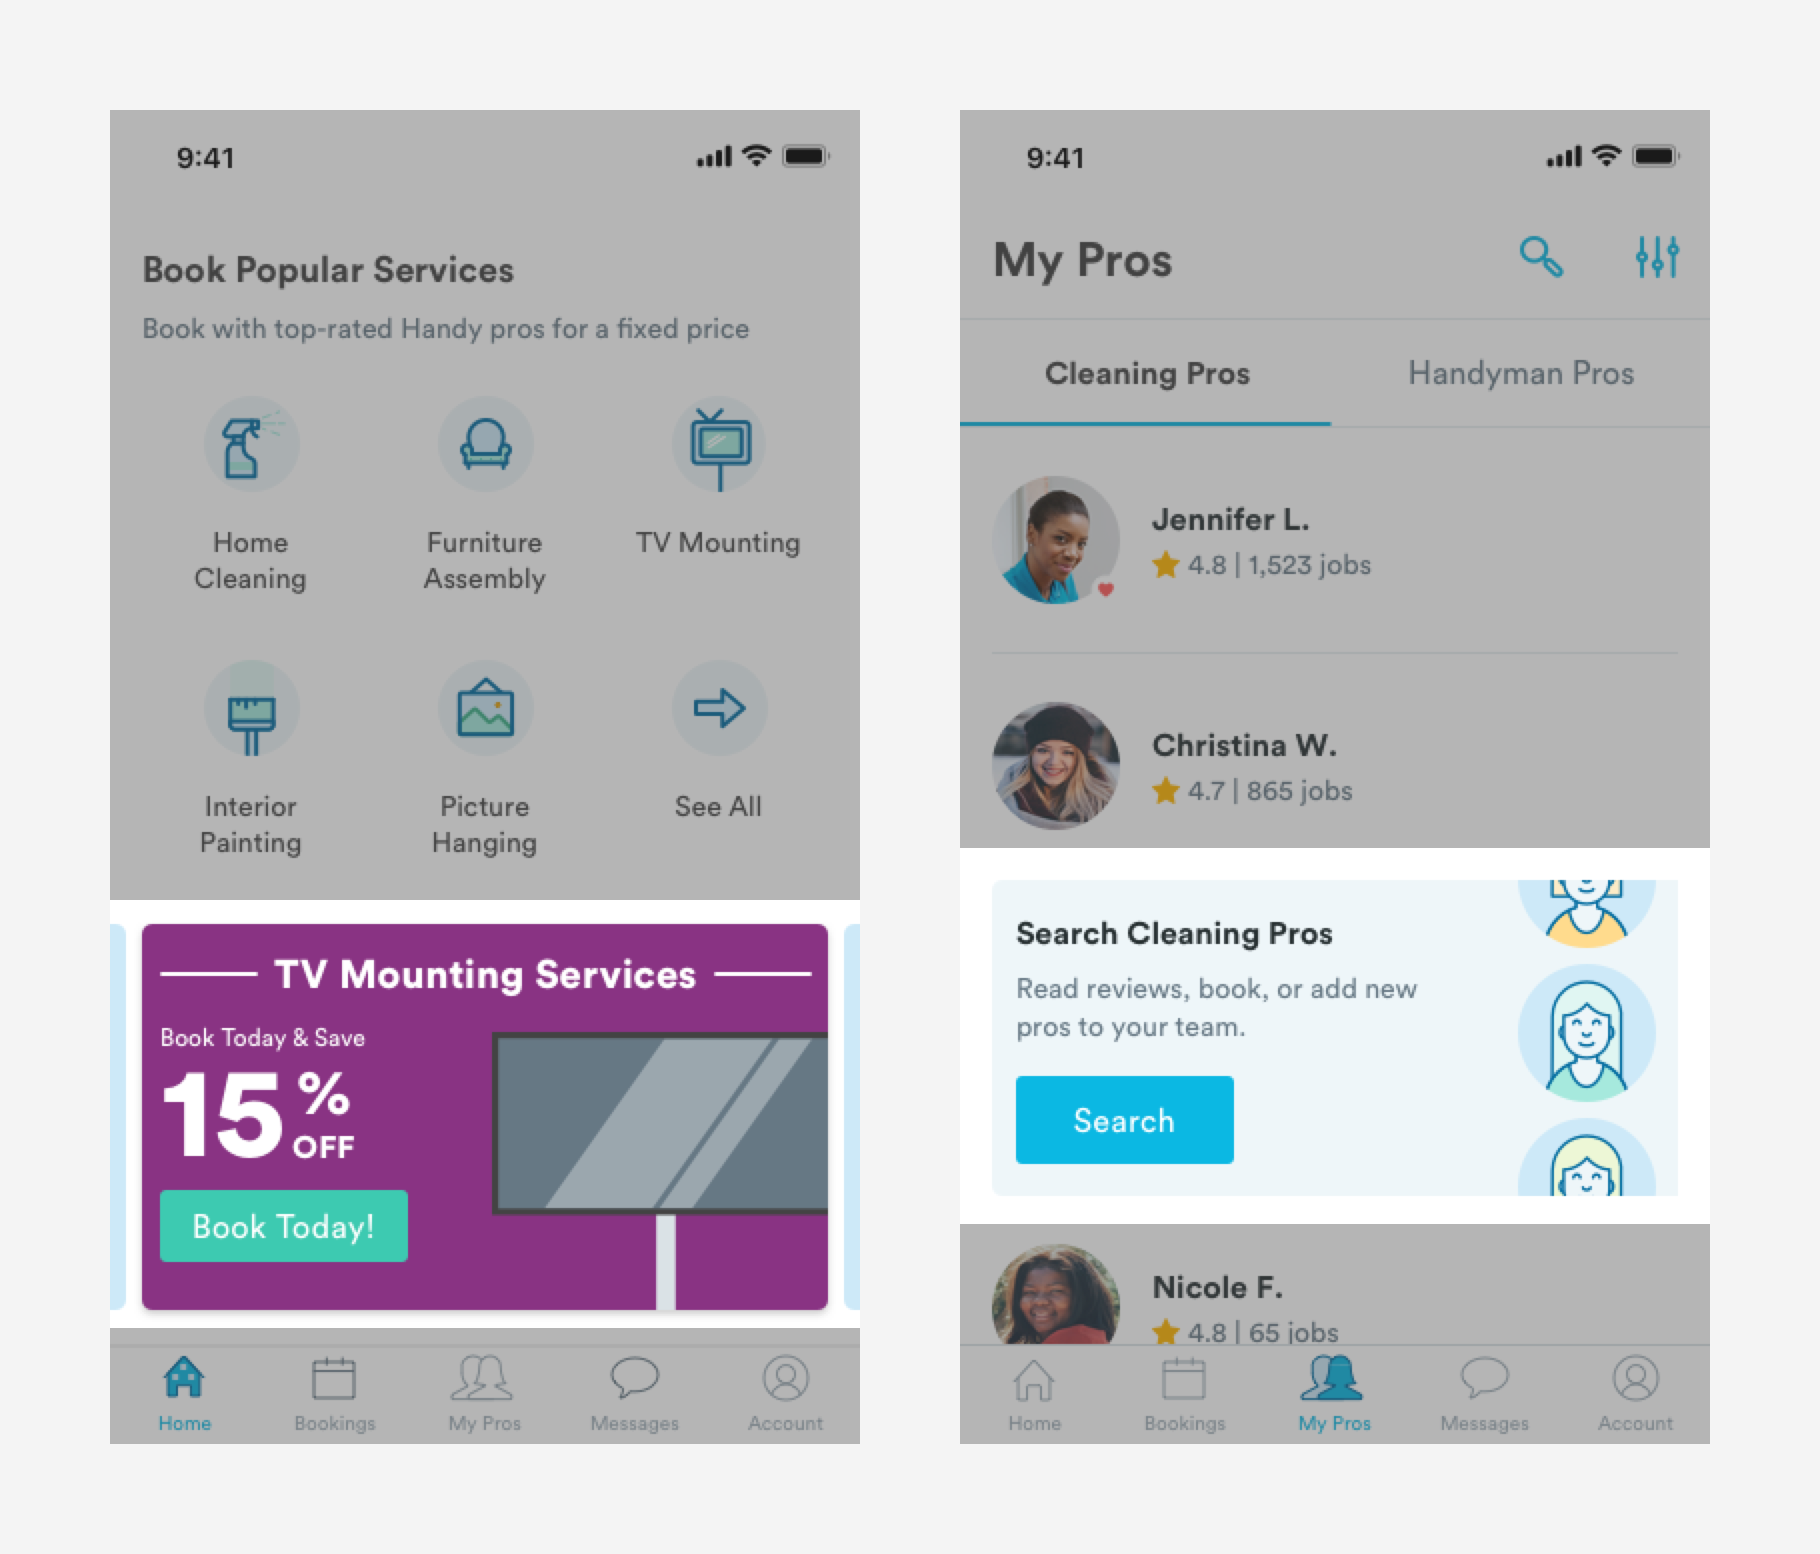 9:41
Book Popular Services
Book with top-rated Handy pros for a fixed price
Home
Cleaning
Furniture
Assembly
TV Mounting
Interior
Painting
Picture
Hanging
See All
TV Mounting Services
Book Today & Save
15% OFF
Book Today!
Home
Bookings
My Pros
Messages
Account
9:41
My Pros
Cleaning Pros
Handyman Pros
Jennifer L.
4.8 | 1,523 jobs
Christina W.
4.7 | 865 jobs
Search Cleaning Pros
Read reviews, book, or add new
pros to your team.
Search
Nicole F.
4.8 | 65 jobs
Home
Bookings
My Pros
Messages
Account